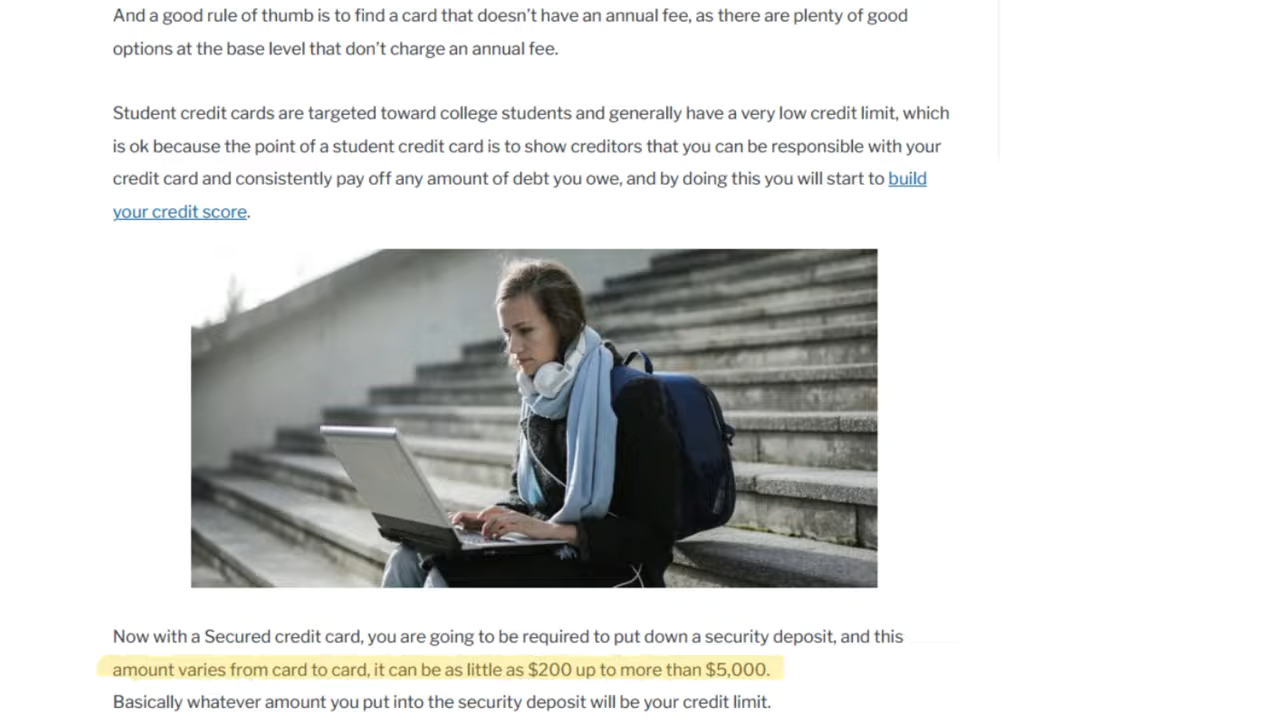 And a good rule of thumb is to find a card that doesn’t have an annual fee, as there are plenty of good
options at the base level that don’t charge an annual fee.
Student credit cards are targeted toward college students and generally have a very low credit limit, which
is ok because the point of a student credit card is to show creditors that you can be responsible with your
credit card and consistently pay off any amount of debt you owe, and by doing this you will start to build
your credit score.
Now with a Secured credit card, you are going to be required to put down a security deposit, and this
amount varies from card to card, it can be as little as $200 up to more than $5,000.
Basically whatever amount you put into the security deposit will be your credit limit.